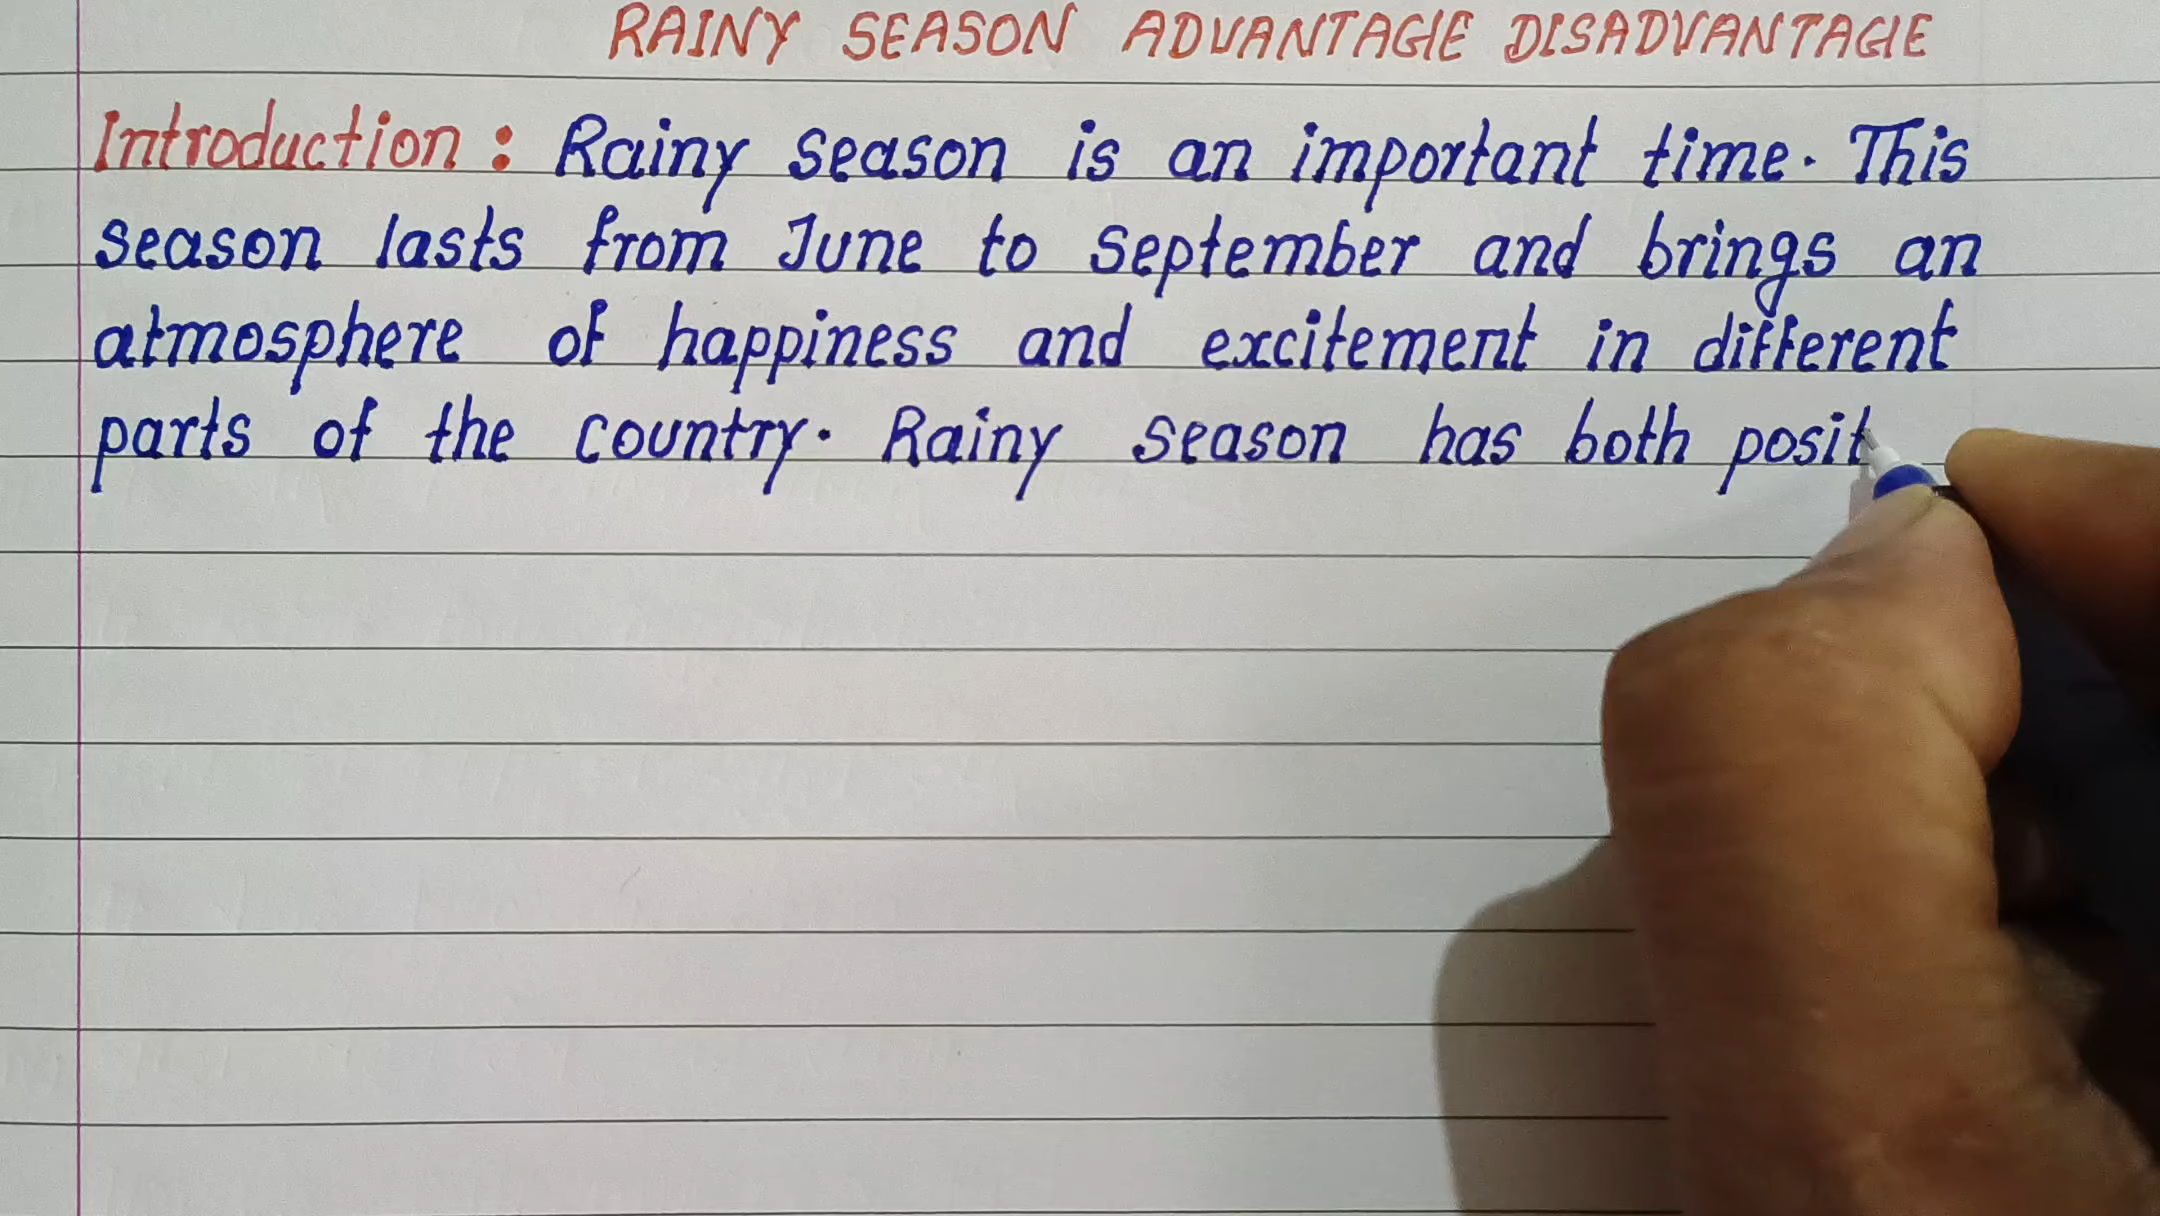 RAINY SEASON ADVANTAGE DISADVANTAGE
Introduction : Rainy season is an important time. This
season lasts from June to September and brings an
atmosphere of happiness and excitement in different
parts of the country. Rainy season has both posit